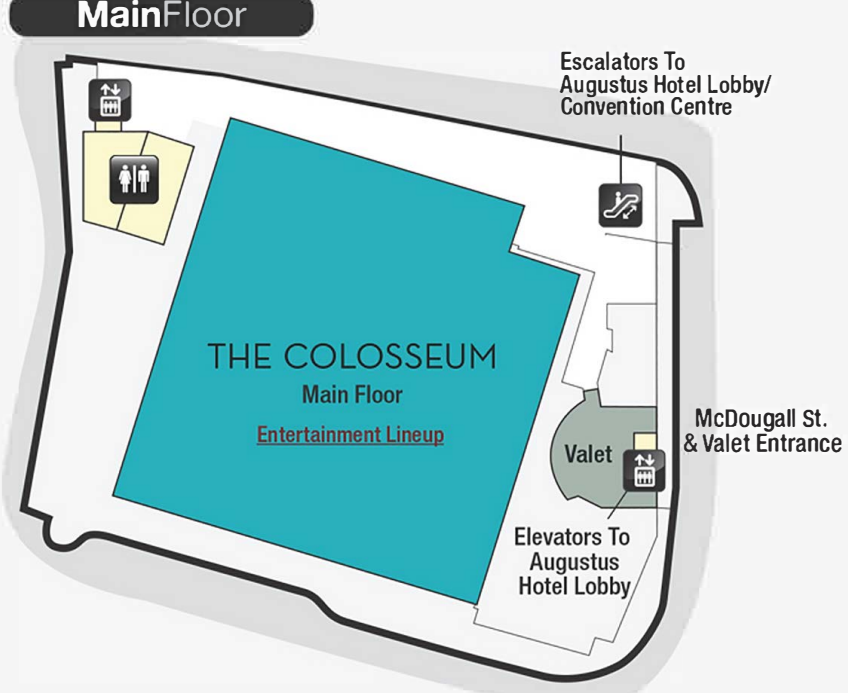 MainFloor
Escalators To
Augustus Hotel Lobby/
Convention Centre
THE COLOSSEUM
Main Floor
Entertainment Lineup
McDougall St.
& Valet Entrance
Valet
Elevators To
Augustus
Hotel Lobby